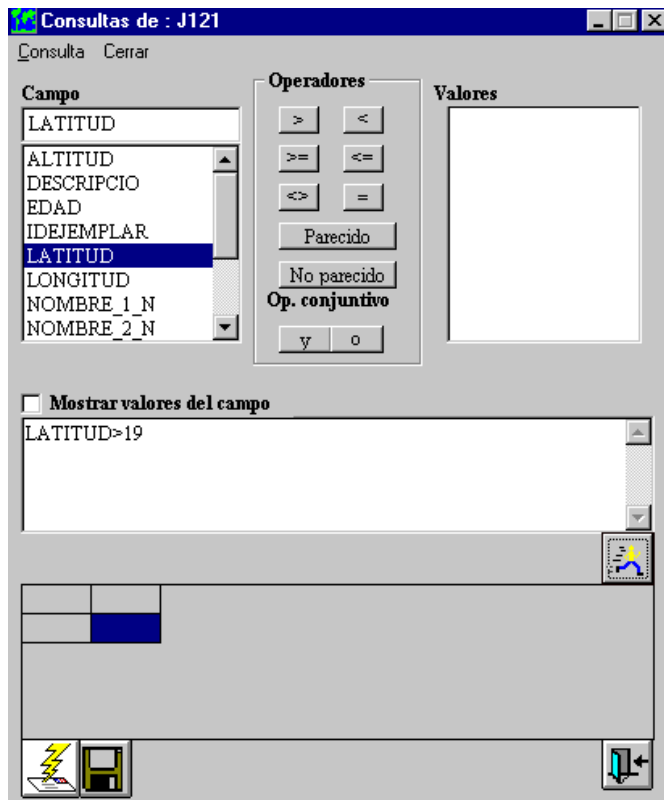 Consultas de : J121
Consulta Cerrar
Campo
LATITUD
ALTITUD
DESCRIPCIO
EDAD
IDEJEMPLAR
LATITUD
LONGITUD
NOMBRE_1_N
NOMBRE_2_N
Operadores
> <
>= <=
<> =
Parecido
No parecido
Op. conjuntivo
y o
Valores
Mostrar valores del campo
LATITUD>19